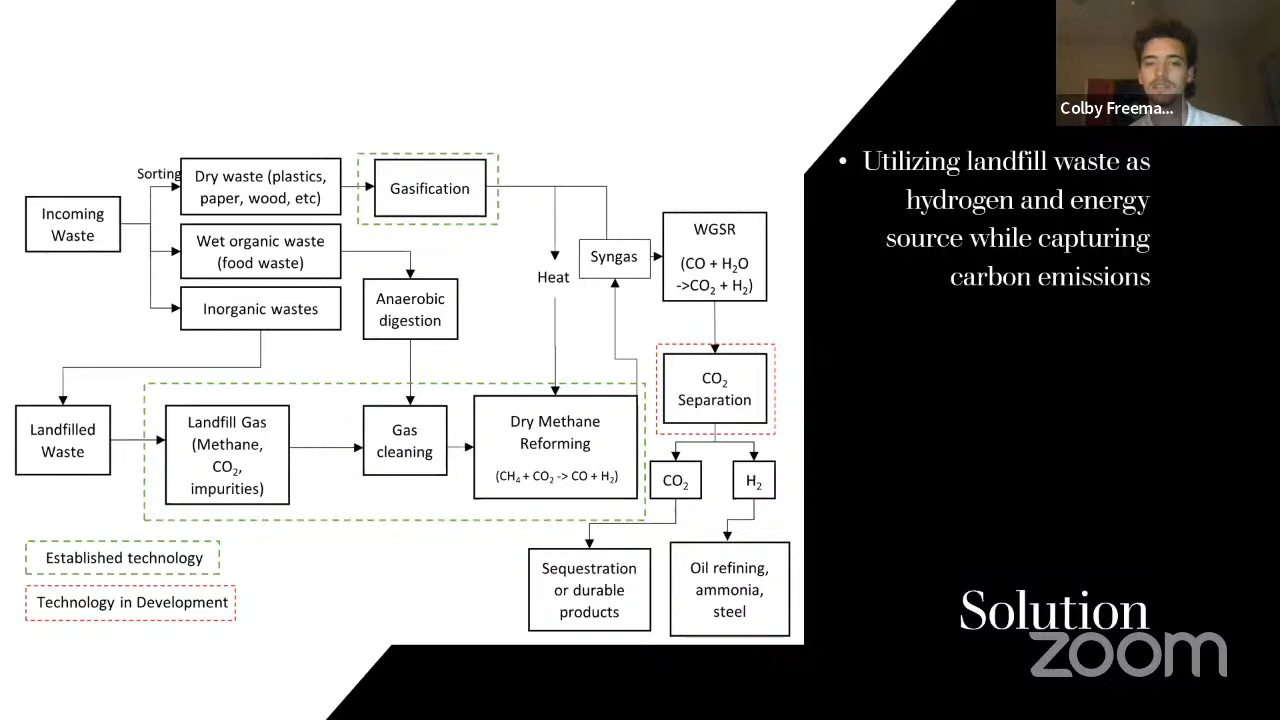 Colby Freema...
• Utilizing landfill waste as
hydrogen and energy
source while capturing
carbon emissions
Sorting
Incoming
Waste
Dry waste (plastics,
paper, wood, etc)
Wet organic waste
(food waste)
Inorganic wastes
Gasification
Anaerobic
digestion
Heat
Syngas
WGSR
(CO + H₂O
->CO₂ + H₂)
CO₂
Separation
Landfilled
Waste
Landfill Gas
(Methane,
CO₂,
impurities)
Gas
cleaning
Dry Methane
Reforming
(CH₄ + CO₂ -> CO + H₂)
CO₂
H₂
Sequestration
or durable
products
Oil refining,
ammonia,
steel
Established technology
Technology in Development
Solution
zoom